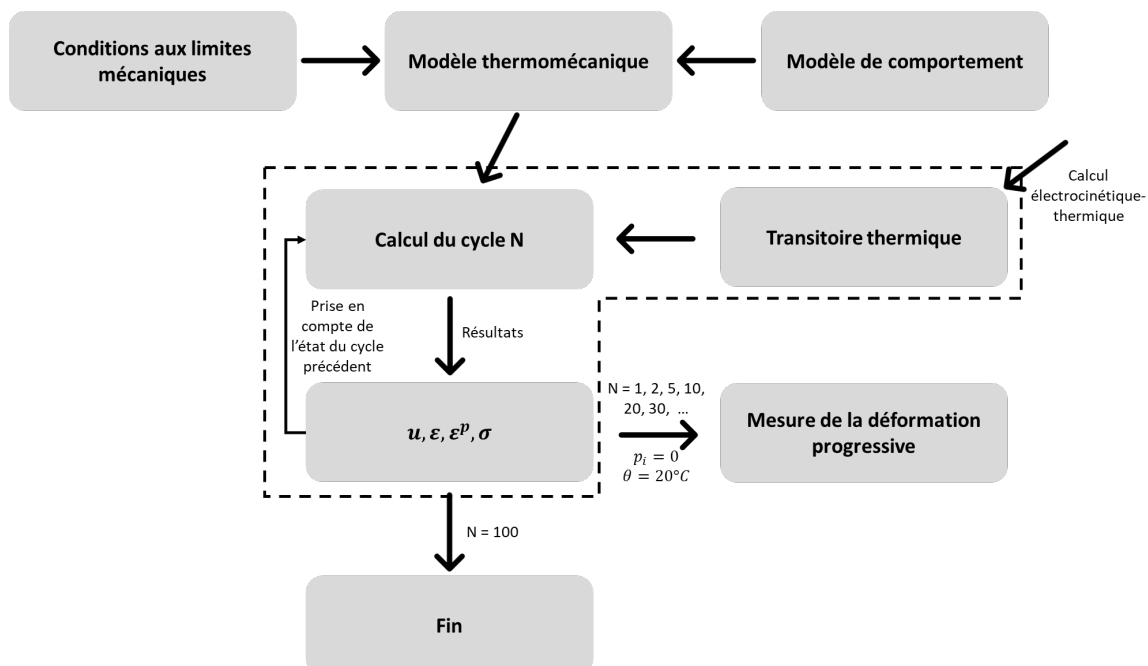 Conditions aux limites
mécaniques
Modèle thermomécanique
Modèle de comportement
Calcul
électrocinétique-
thermique
Calcul du cycle N
Transitoire thermique
Prise en
compte de
l'état du cycle
précédent
Résultats
N = 1, 2, 5, 10,
20, 30, ...
u, ε, ε^p, σ
p_i = 0
θ = 20°C
Mesure de la déformation
progressive
N = 100
Fin